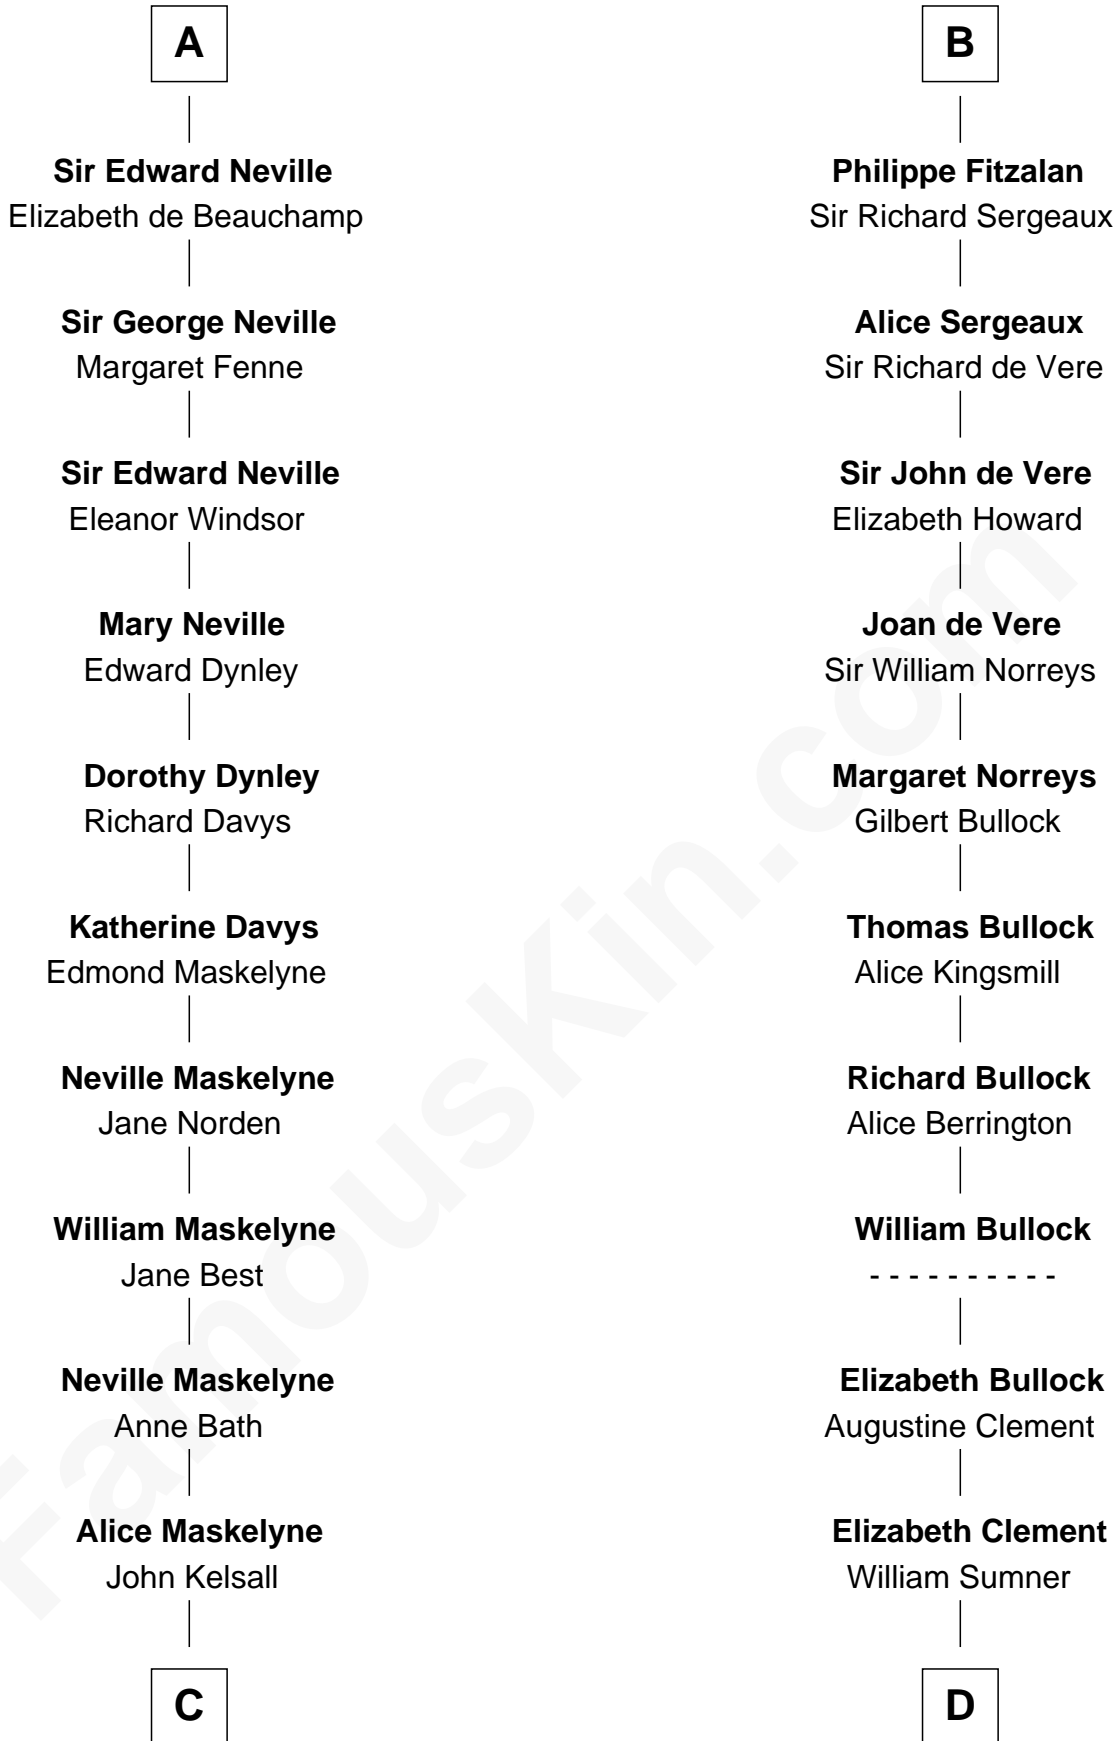 A
Sir Edward Neville
Elizabeth de Beauchamp
Sir George Neville
Margaret Fenne
Sir Edward Neville
Eleanor Windsor
Mary Neville
Edward Dynley
Dorothy Dynley
Richard Davys
Katherine Davys
Edmond Maskelyne
Neville Maskelyne
Jane Norden
William Maskelyne
Jane Best
Neville Maskelyne
Anne Bath
Alice Maskelyne
John Kelsall
C
B
Philippe Fitzalan
Sir Richard Sergeaux
Alice Sergeaux
Sir Richard de Vere
Sir John de Vere
Elizabeth Howard
Joan de Vere
Sir William Norreys
Margaret Norreys
Gilbert Bullock
Thomas Bullock
Alice Kingsmill
Richard Bullock
Alice Berrington
William Bullock
- - - - - - - - - -
Elizabeth Bullock
Augustine Clement
Elizabeth Clement
William Sumner
D
FamousKin.com